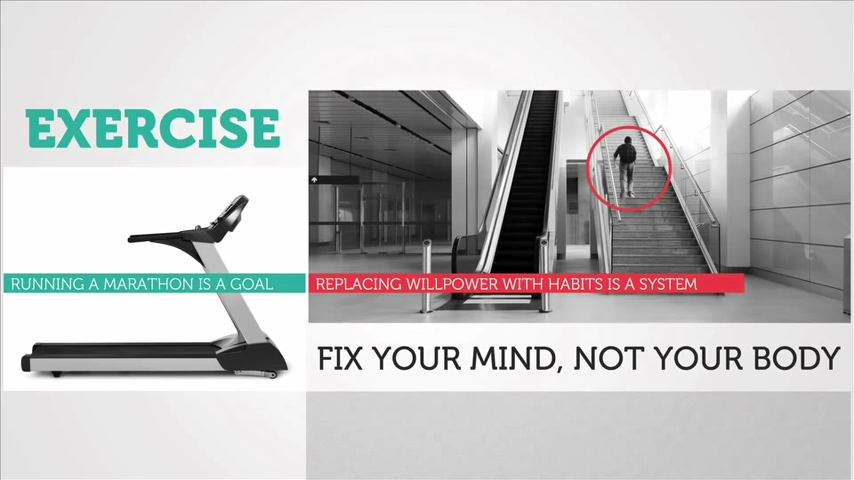 EXERCISE
RUNNING A MARATHON IS A GOAL
REPLACING WILLPOWER WITH HABITS IS A SYSTEM
FIX YOUR MIND, NOT YOUR BODY